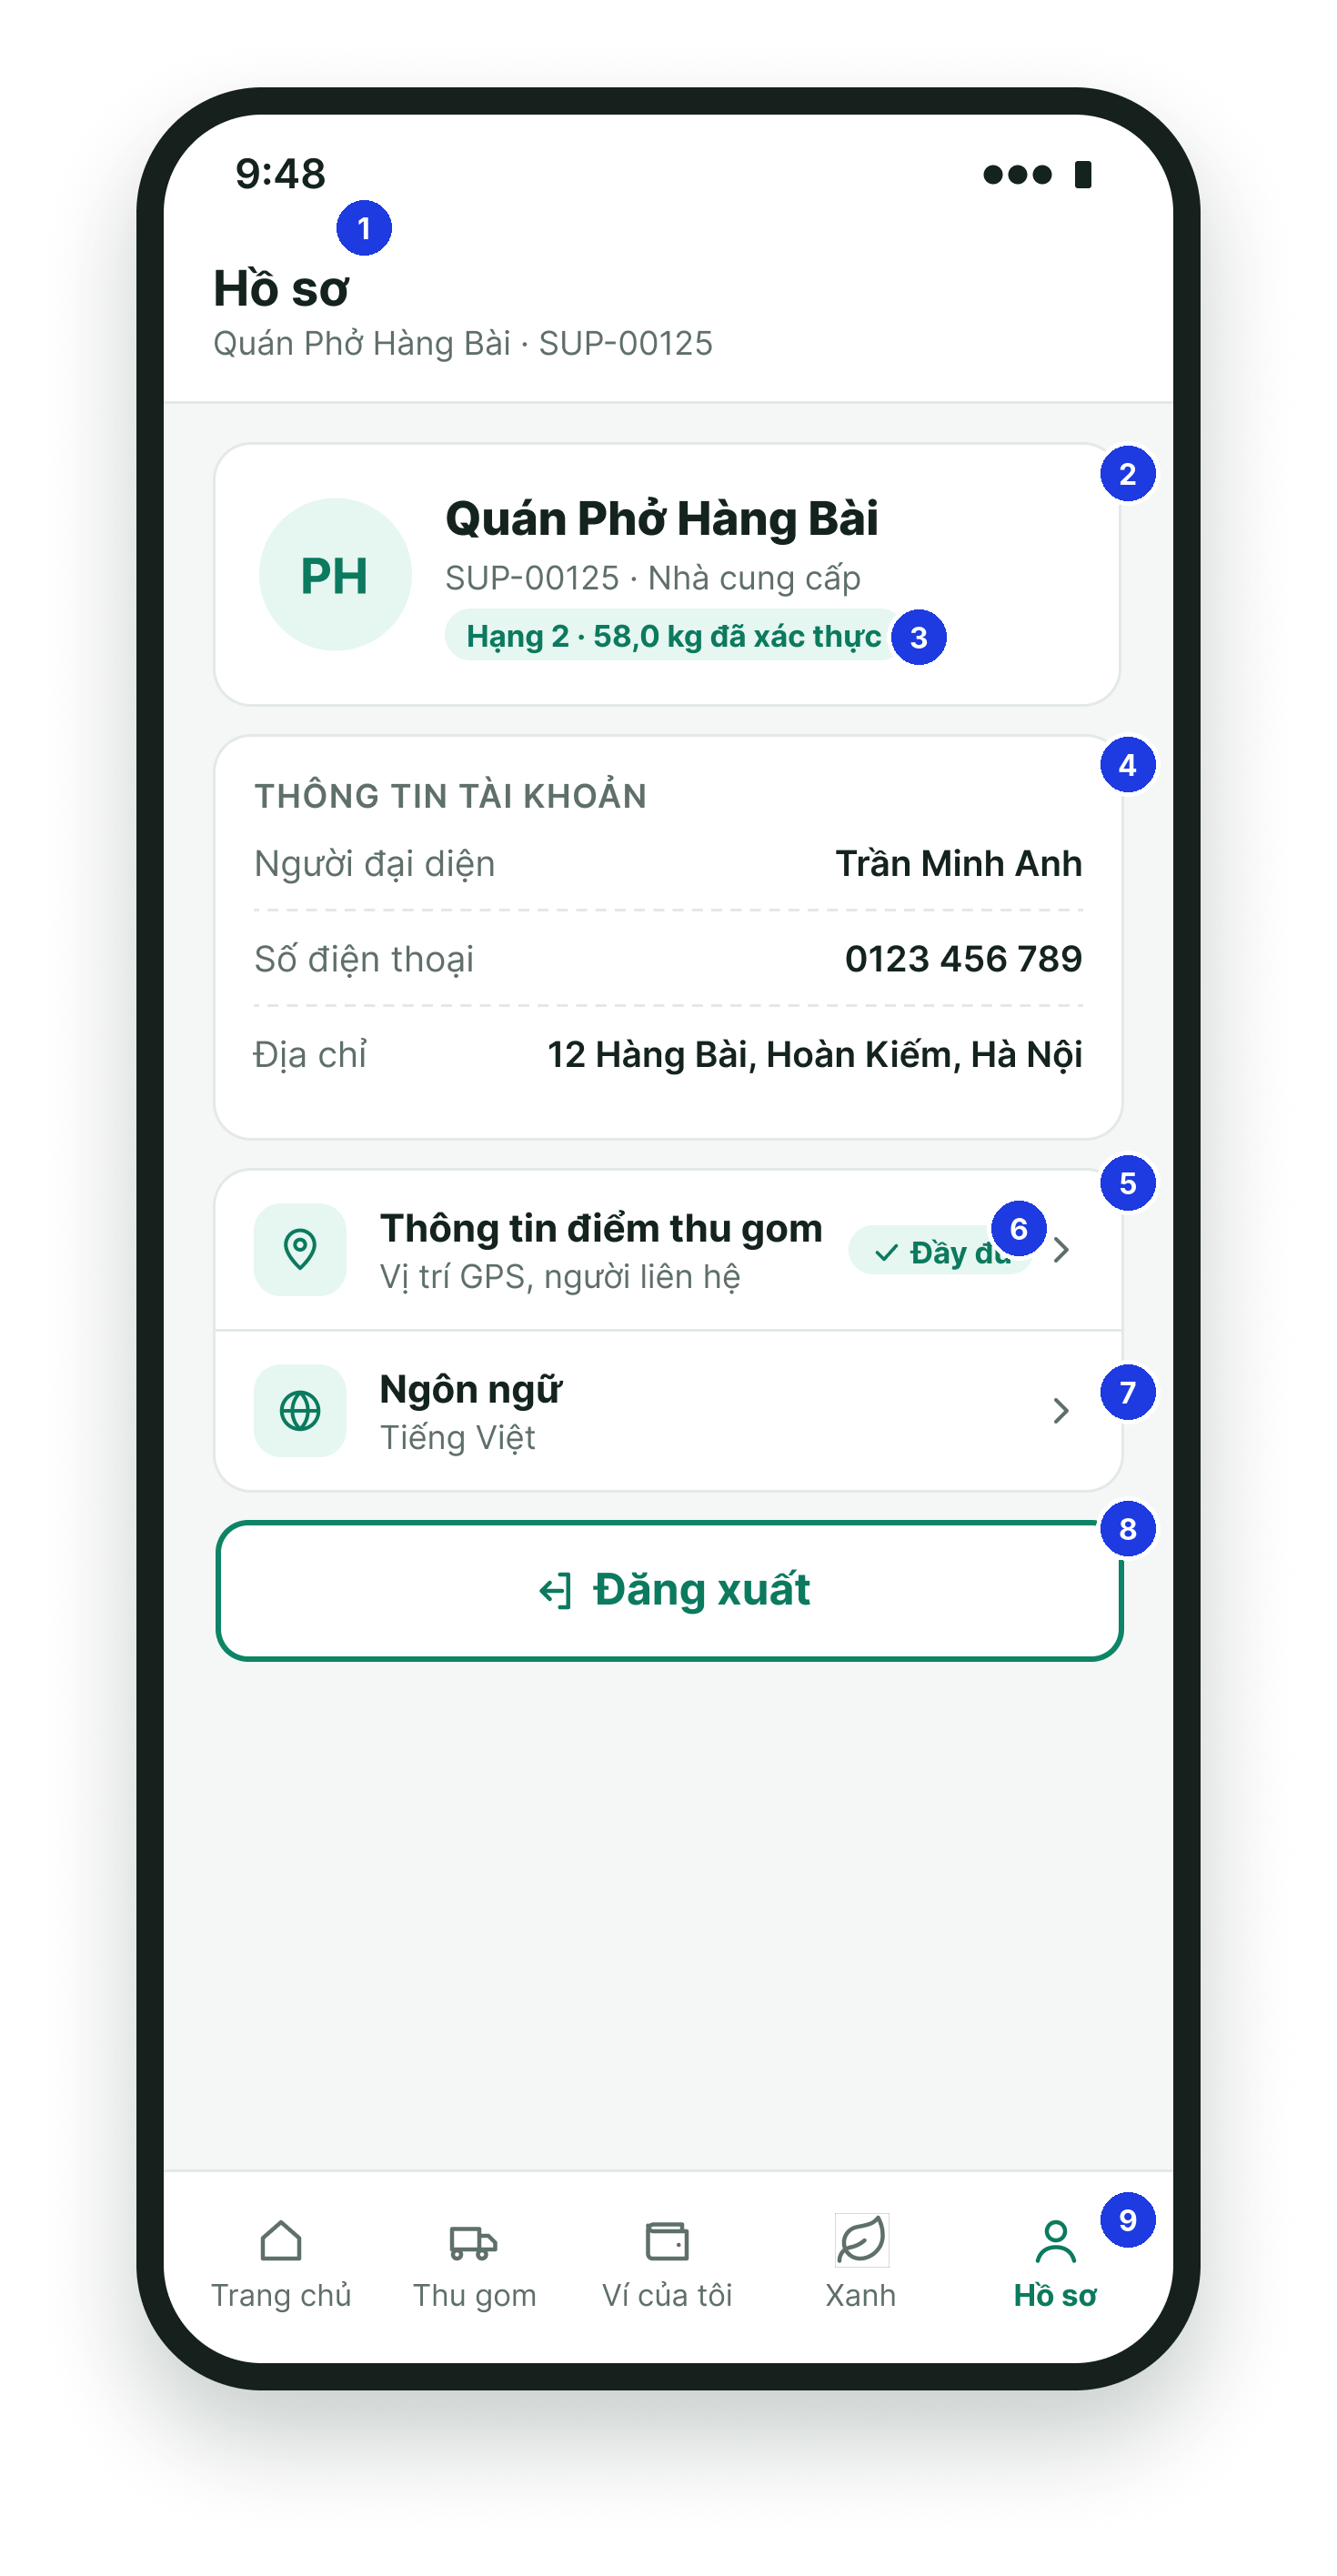 9:48
1
Hồ sơ
Quán Phở Hàng Bài · SUP-00125
2
PH
Quán Phở Hàng Bài
SUP-00125 · Nhà cung cấp
Hạng 2 · 58,0 kg đã xác thực 3
4
THÔNG TIN TÀI KHOẢN
Người đại diện Trần Minh Anh
Số điện thoại 0123 456 789
Địa chỉ 12 Hàng Bài, Hoàn Kiếm, Hà Nội
5
Thông tin điểm thu gom 6
Đầy đủ
Vị trí GPS, người liên hệ
Ngôn ngữ 7
Tiếng Việt
8
Đăng xuất
9
Trang chủ Thu gom Ví của tôi Xanh Hồ sơ